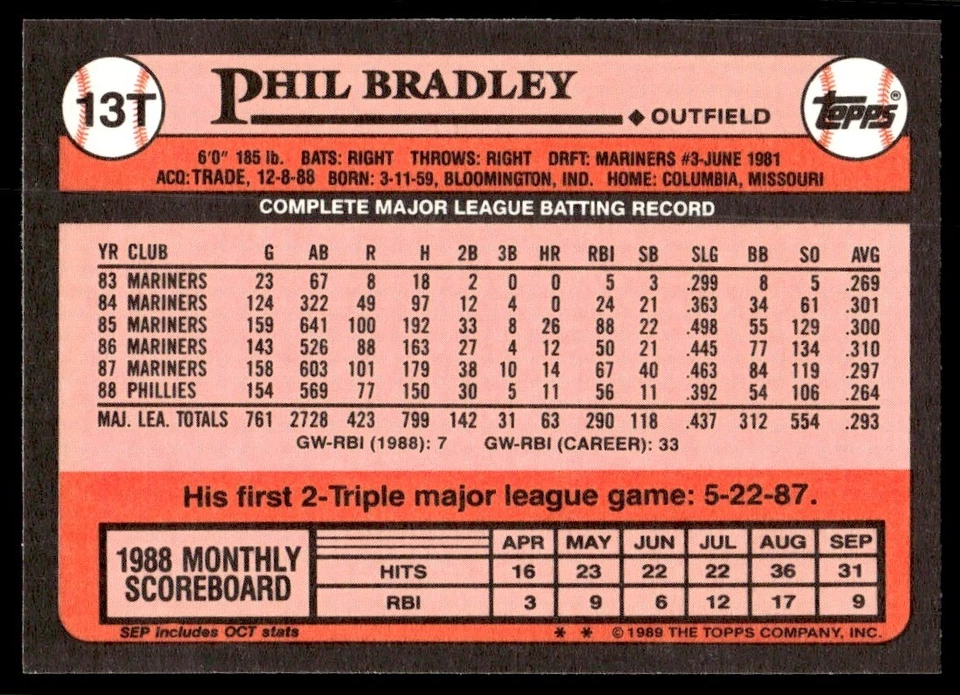 13T
PHIL BRADLEY
◆ OUTFIELD
TOPPS®
6'0" 185 lb. BATS: RIGHT THROWS: RIGHT DRFT: MARINERS #3-JUNE 1981
ACQ: TRADE, 12-8-88 BORN: 3-11-59, BLOOMINGTON, IND. HOME: COLUMBIA, MISSOURI
COMPLETE MAJOR LEAGUE BATTING RECORD
YR CLUB G AB R H 2B 3B HR RBI SB SLG BB SO AVG
83 MARINERS 23 67 8 18 2 0 0 5 3 .299 8 5 .269
84 MARINERS 124 322 49 97 12 4 0 24 21 .363 34 61 .301
85 MARINERS 159 641 100 192 33 8 26 88 22 .498 55 129 .300
86 MARINERS 143 526 88 163 27 4 12 50 21 .445 77 134 .310
87 MARINERS 158 603 101 179 38 10 14 67 40 .463 84 119 .297
88 PHILLIES 154 569 77 150 30 5 11 56 11 .392 54 106 .264
MAJ. LEA. TOTALS 761 2728 423 799 142 31 63 290 118 .437 312 554 .293
GW-RBI (1988): 7 GW-RBI (CAREER): 33
His first 2-Triple major league game: 5-22-87.
1988 MONTHLY
SCOREBOARD
APR MAY JUN JUL AUG SEP
HITS 16 23 22 22 36 31
RBI 3 9 6 12 17 9
SEP includes OCT stats
* * © 1989 THE TOPPS COMPANY, INC.